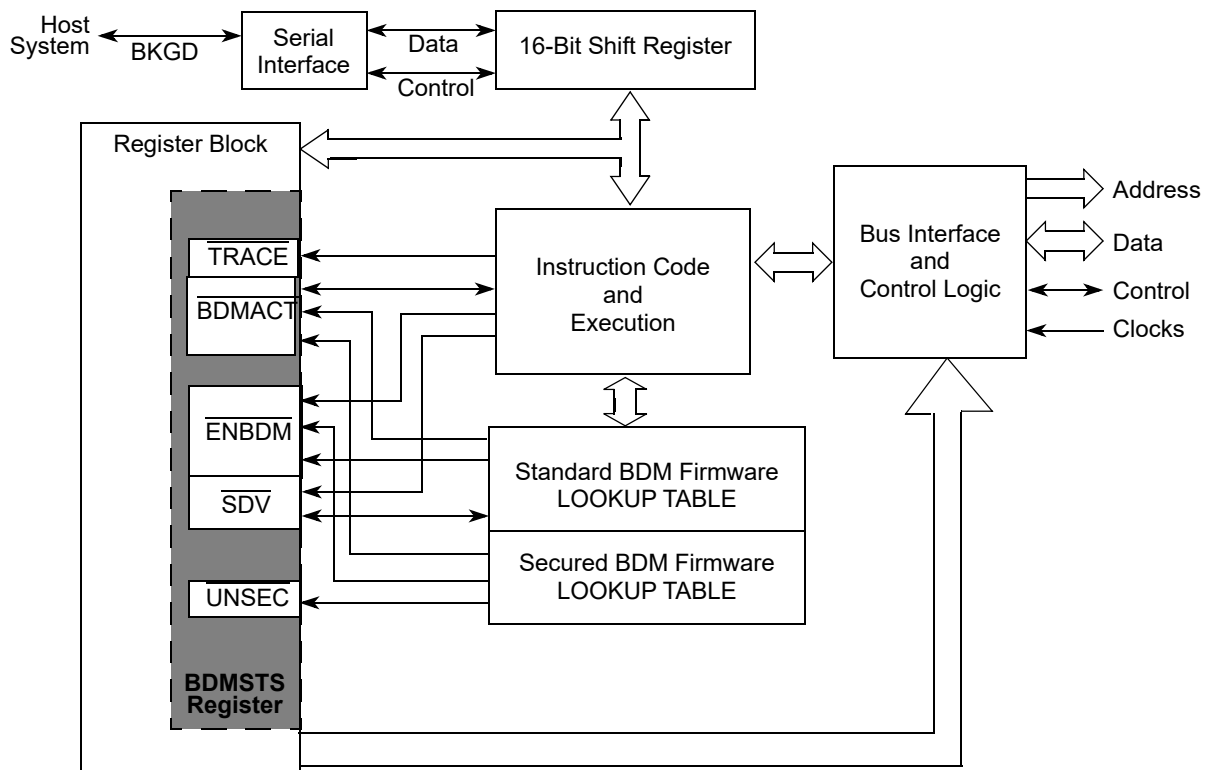 Host
System
BKGD
Serial
Interface
Data
Control
16-Bit Shift Register
Register Block
TRACE
BDMACT
ENBDM
SDV
UNSEC
BDMSTS
Register
Instruction Code
and
Execution
Standard BDM Firmware
LOOKUP TABLE
Secured BDM Firmware
LOOKUP TABLE
Bus Interface
and
Control Logic
Address
Data
Control
Clocks